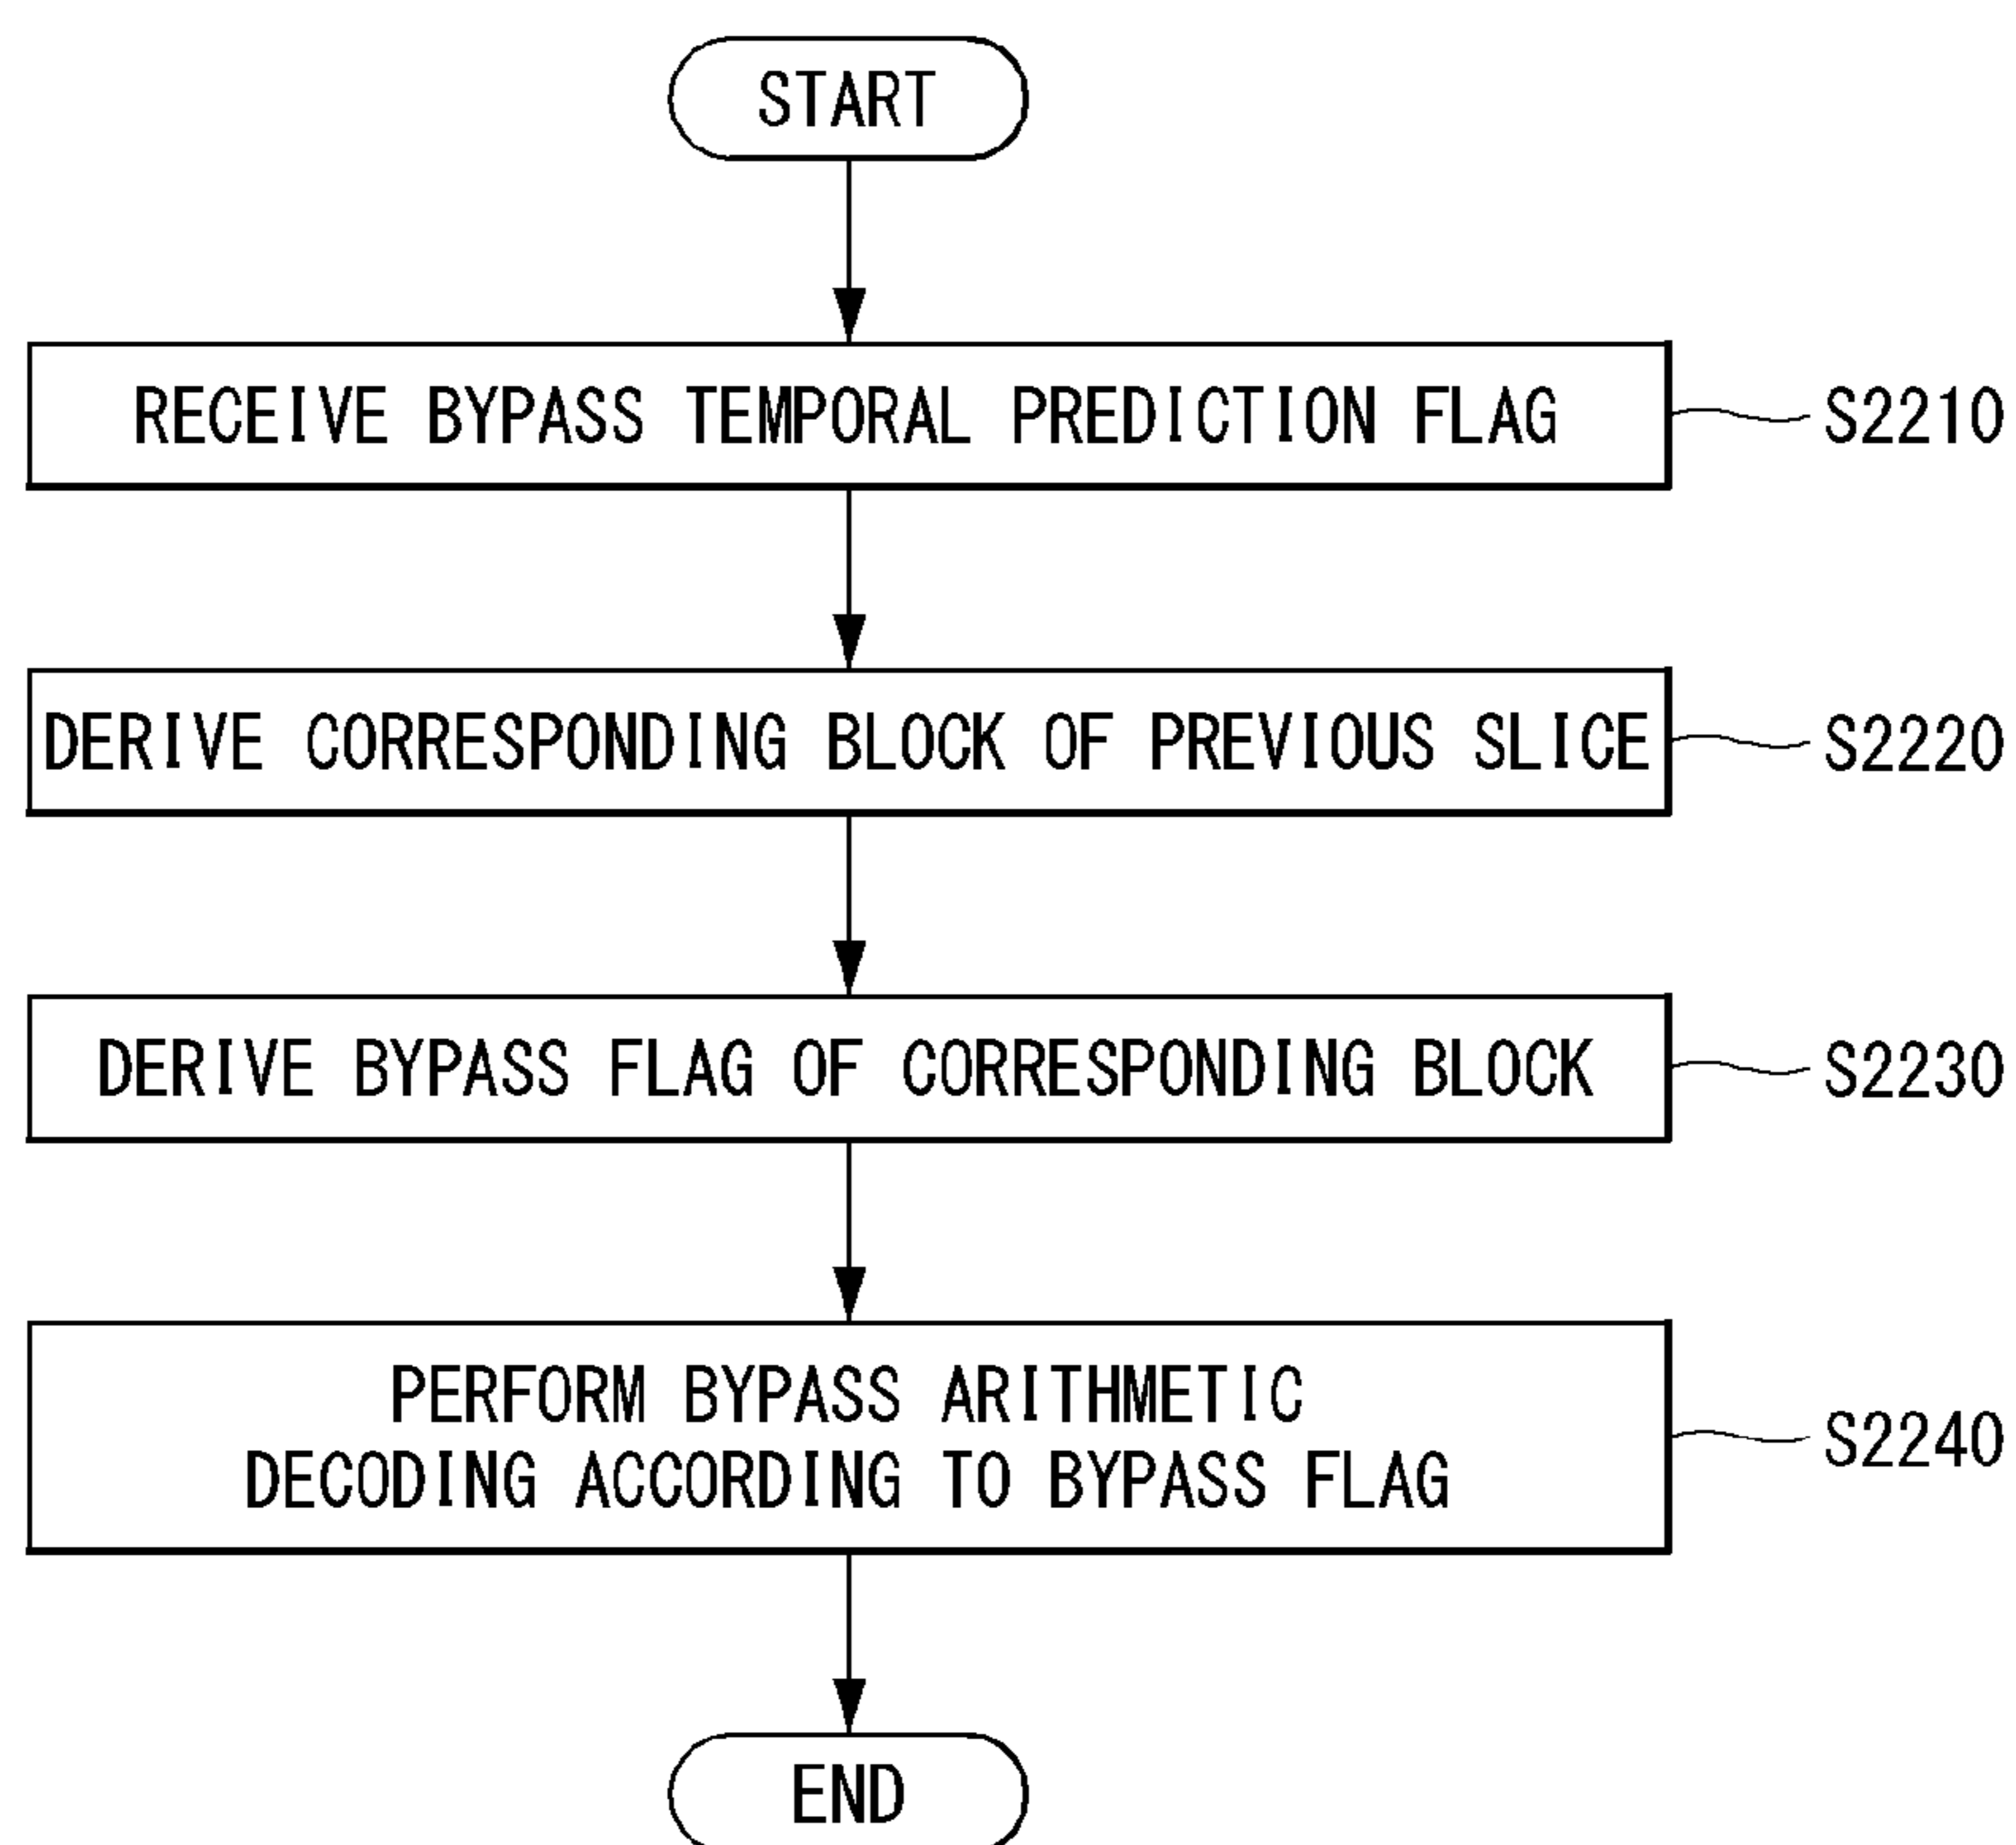 START
RECEIVE BYPASS TEMPORAL PREDICTION FLAG
S2210
DERIVE CORRESPONDING BLOCK OF PREVIOUS SLICE
S2220
DERIVE BYPASS FLAG OF CORRESPONDING BLOCK
S2230
PERFORM BYPASS ARITHMETIC
DECODING ACCORDING TO BYPASS FLAG
S2240
END